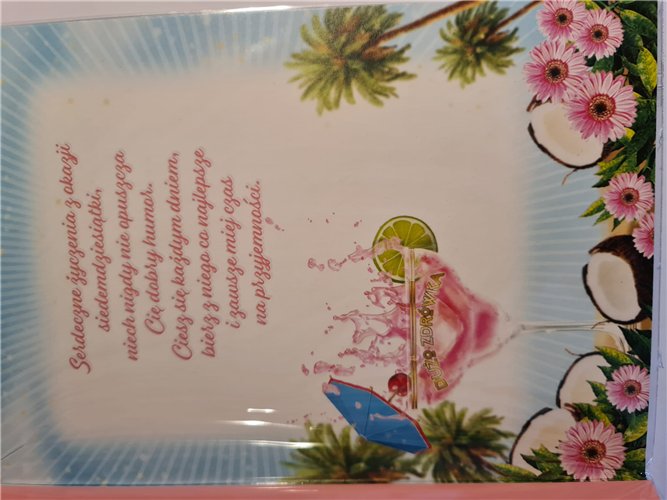 Serdeczne życzenia z okazji
siedemdziesiątki,
niech nigdy nie opuszcza
Cię dobry humor.
Ciesz się każdym dniem,
bierz z niego co najlepsze
i zawsze miej czas
na przyjemności.
DUŻO ZDRÓWKA